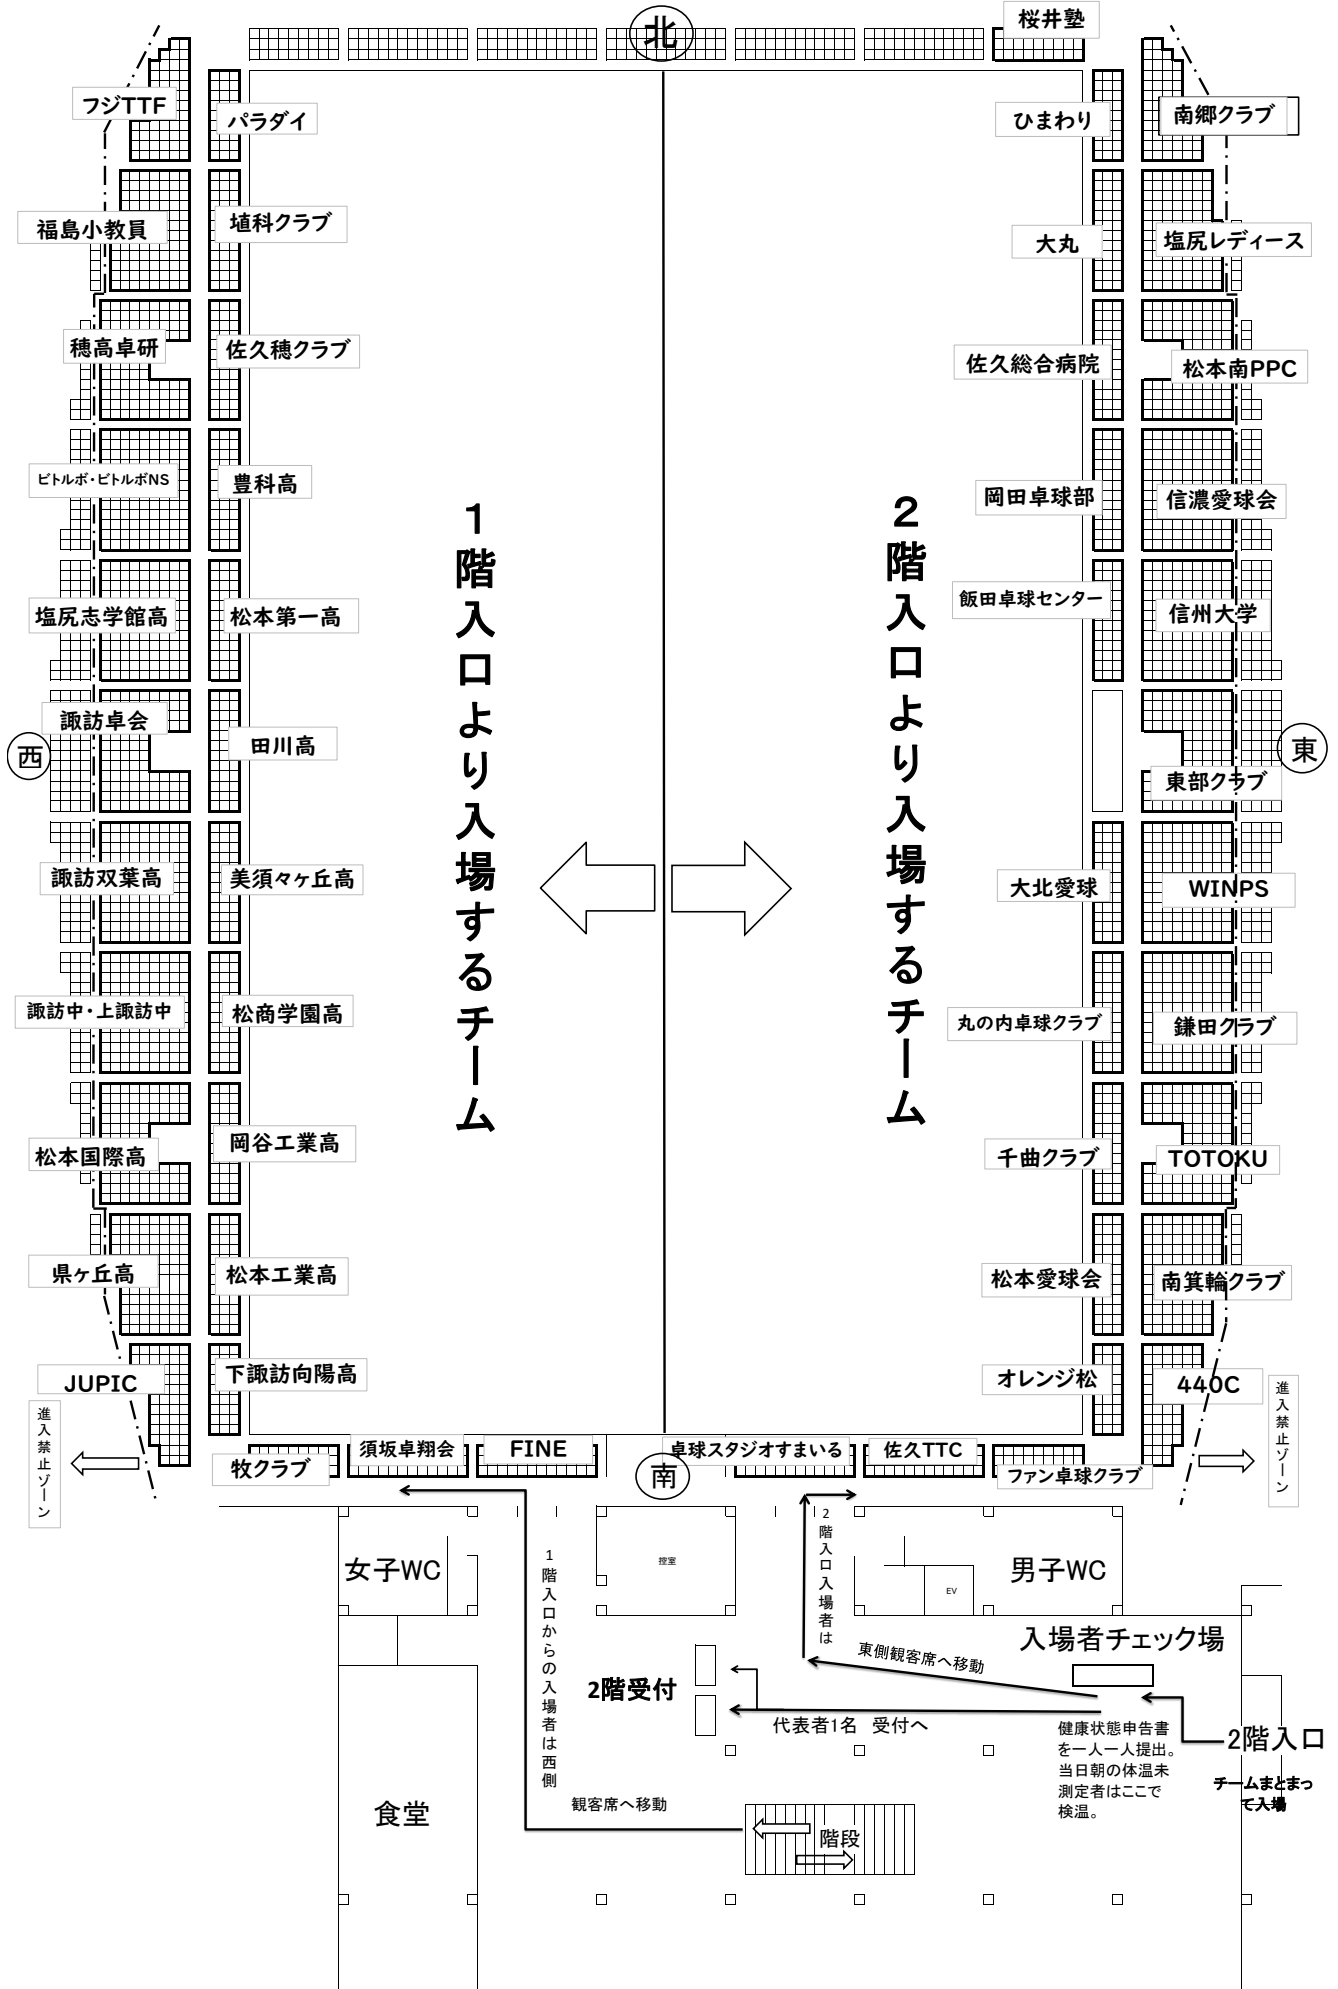 桜井塾
北
フジTTF
パラダイ
ひまわり
南郷クラブ
福島小教員
埴科クラブ
大丸
塩尻レディース
穂高卓研
佐久穂クラブ
佐久総合病院
松本南PPC
ビトルボ・ビトルボNS
豊科高
岡田卓球部
信濃愛球会
塩尻志学館高
松本第一高
飯田卓球センター
信州大学
諏訪卓会
田川高
東部クラブ
西
東
諏訪双葉高
美須々ヶ丘高
大北愛球
WINPS
諏訪中・上諏訪中
松商学園高
丸の内卓球クラブ
鎌田クラブ
松本国際高
岡谷工業高
千曲クラブ
TOTOKU
県ヶ丘高
松本工業高
松本愛球会
南箕輪クラブ
JUPIC
下諏訪向陽高
オレンジ松
440C
1階入口より入場するチーム
2階入口より入場するチーム
進入禁止ゾーン
進入禁止ゾーン
牧クラブ
須坂卓翔会
FINE
南
卓球スタジオすまいる
佐久TTC
ファン卓球クラブ
女子WC
控室
EV
男子WC
1階入口からの入場者は西側
観客席へ移動
2階入口入場者は
東側観客席へ移動
入場者チェック場
2階受付
代表者1名 受付へ
健康状態申告書
を一人一人提出。
当日朝の体温未
測定者はここで
検温。
2階入口
チームまとまっ
て入場
食堂
階段